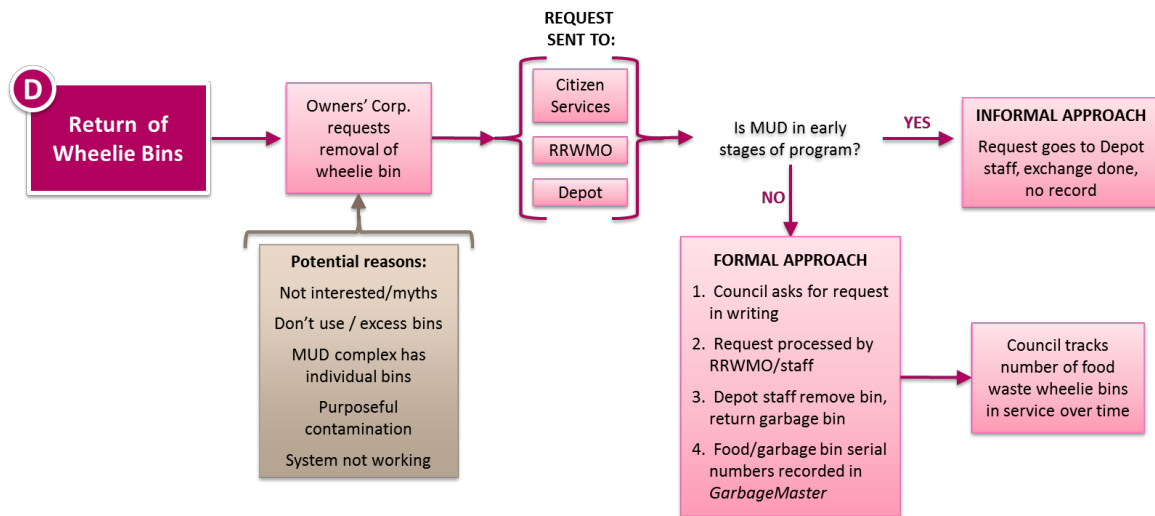 D
Return of
Wheelie Bins
Owners’ Corp.
requests
removal of
wheelie bin
Potential reasons:
Not interested/myths
Don’t use / excess bins
MUD complex has
individual bins
Purposeful
contamination
System not working
REQUEST
SENT TO:
Citizen
Services
RRWMO
Depot
Is MUD in early
stages of program?
YES
INFORMAL APPROACH
Request goes to Depot
staff, exchange done,
no record
NO
FORMAL APPROACH
1. Council asks for request
in writing
2. Request processed by
RRWMO/staff
3. Depot staff remove bin,
return garbage bin
4. Food/garbage bin serial
numbers recorded in
GarbageMaster
Council tracks
number of food
waste wheelie bins
in service over time